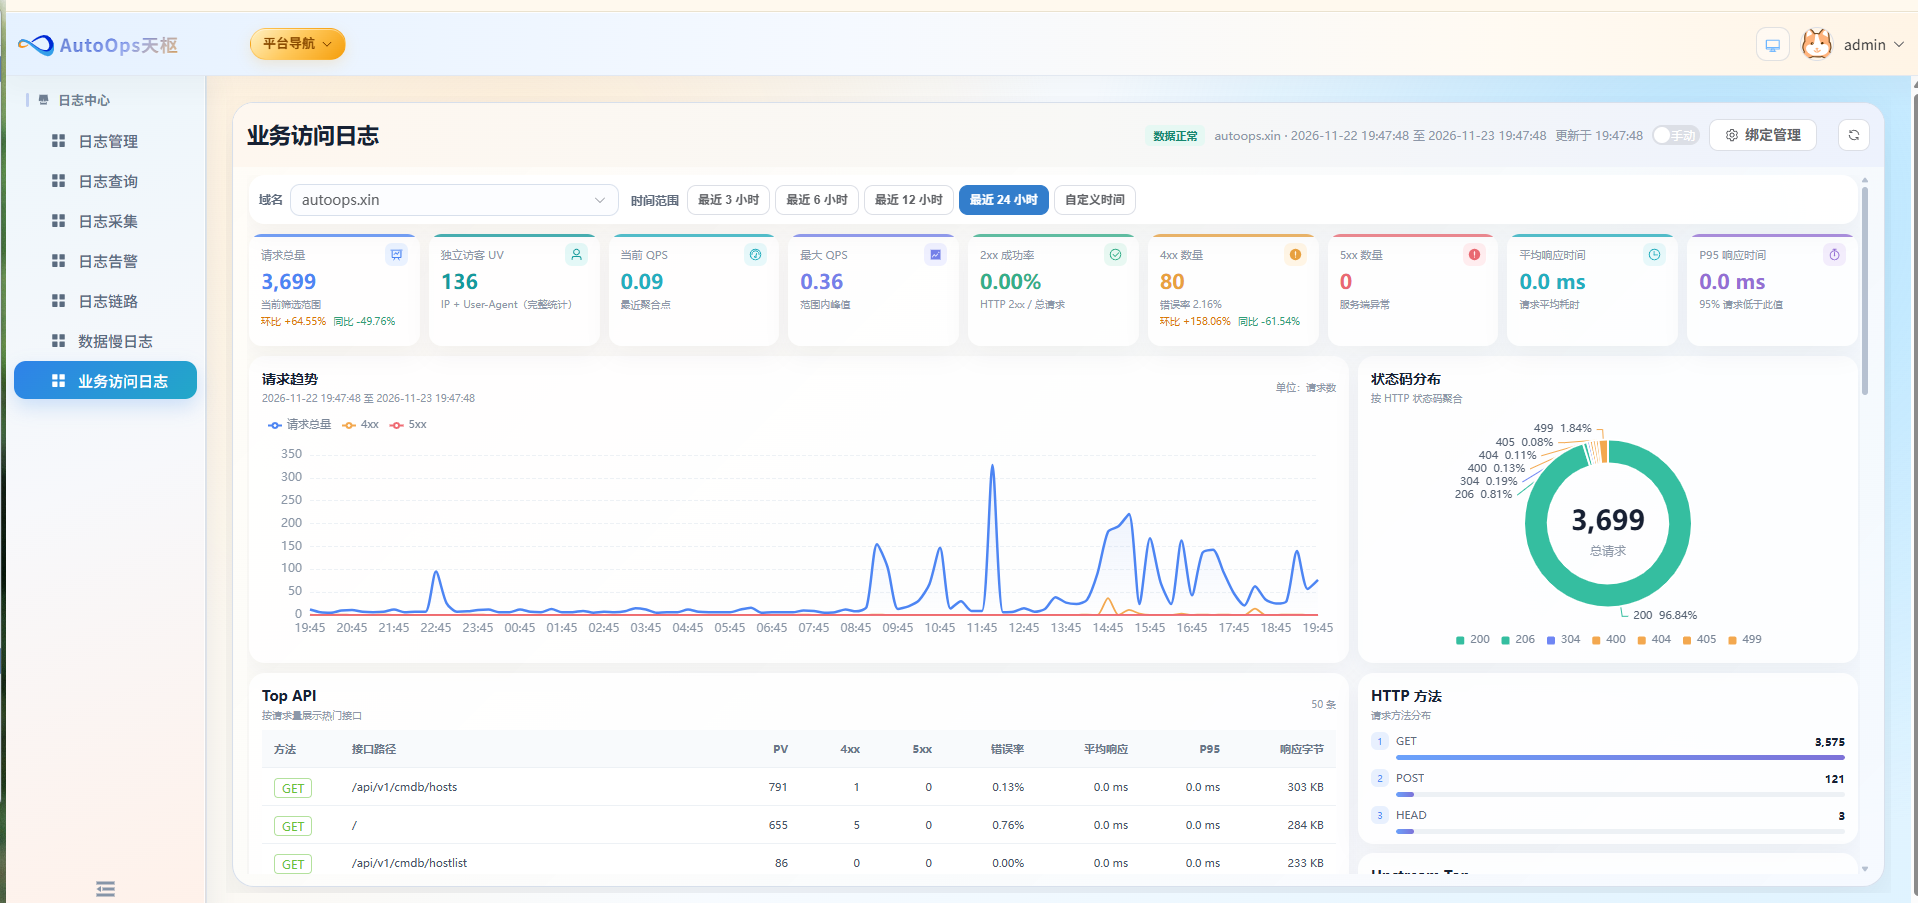 AutoOps天枢
平台导航
admin
日志中心
日志管理
日志查询
日志采集
日志告警
日志链路
数据慢日志
业务访问日志
业务访问日志
数据正常 autoops.xin · 2026-11-22 19:47:48 至 2026-11-23 19:47:48 更新于 19:47:48 手动 绑定管理
域名 autoops.xin 时间范围 最近 3 小时 最近 6 小时 最近 12 小时 最近 24 小时 自定义时间
请求总量
3,699
当前筛选范围
环比 +64.55% 同比 -49.76%
独立访客 UV
136
IP + User-Agent（完整统计）
当前 QPS
0.09
最近聚合点
最大 QPS
0.36
范围内峰值
2xx 成功率
0.00%
HTTP 2xx / 总请求
4xx 数量
80
错误率 2.16%
环比 +158.06% 同比 -61.54%
5xx 数量
0
服务端异常
平均响应时间
0.0 ms
请求平均耗时
P95 响应时间
0.0 ms
95% 请求低于此值
请求趋势
2026-11-22 19:47:48 至 2026-11-23 19:47:48
单位：请求数
请求总量 4xx 5xx
350
300
250
200
150
100
50
0
19:45 20:45 21:45 22:45 23:45 00:45 01:45 02:45 03:45 04:45 05:45 06:45 07:45 08:45 09:45 10:45 11:45 12:45 13:45 14:45 15:45 16:45 17:45 18:45 19:45
状态码分布
按 HTTP 状态码聚合
499 1.84%
405 0.08%
404 0.11%
400 0.13%
304 0.19%
206 0.81%
3,699
总请求
200 96.84%
200 206 304 400 404 405 499
Top API
按请求量展示热门接口
50 条
方法 接口路径 PV 4xx 5xx 错误率 平均响应 P95 响应字节
GET /api/v1/cmdb/hosts 791 1 0 0.13% 0.0 ms 0.0 ms 303 KB
GET / 655 5 0 0.76% 0.0 ms 0.0 ms 284 KB
GET /api/v1/cmdb/hostlist 86 0 0 0.00% 0.0 ms 0.0 ms 233 KB
HTTP 方法
请求方法分布
1 GET 3,575
2 POST 121
3 HEAD 3
Upstream Top